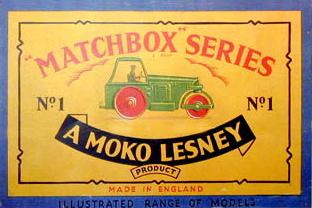 "MATCHBOX" SERIES
Nº1 Nº1
A MOKO LESNEY
PRODUCT
MADE IN ENGLAND
ILLUSTRATED RANGE OF MODELS